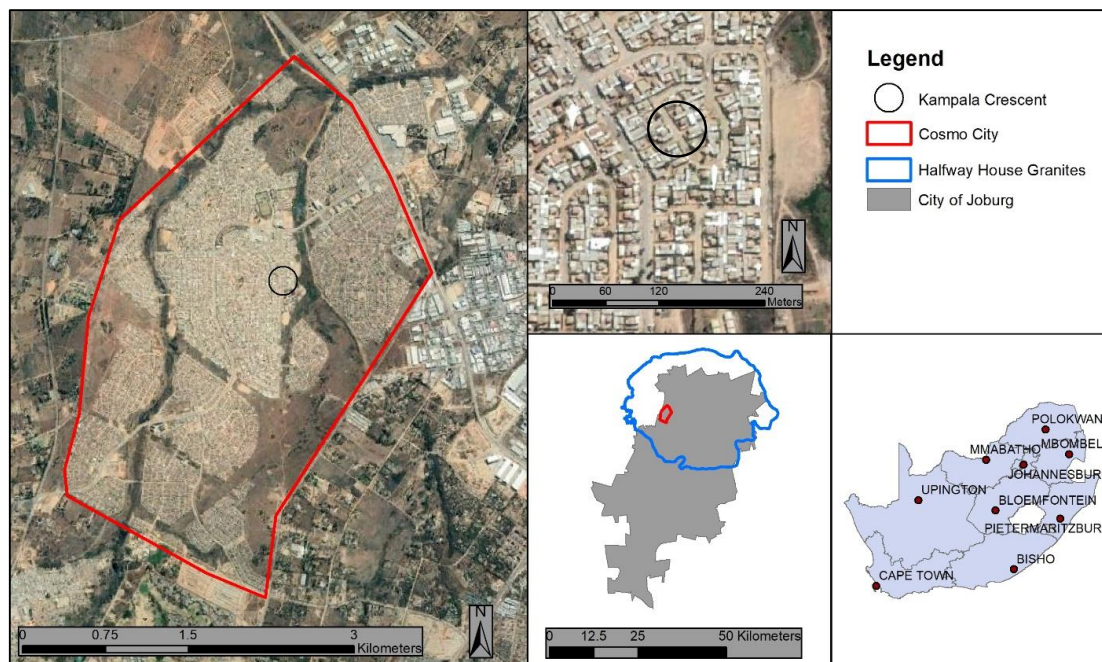 N
0
0.75
1.5
3
Kilometers
N
0
60
120
240
Meters
Legend
Kampala Crescent
Cosmo City
Halfway House Granites
City of Joburg
0
12.5
25
50 Kilometers
POLOKWAN
MMABATHO
MBOMBEL
JOHANNESBUR
UPINGTON
BLOEMFONTEIN
PIETERMARITZBUR
BISHO
CAPE TOWN